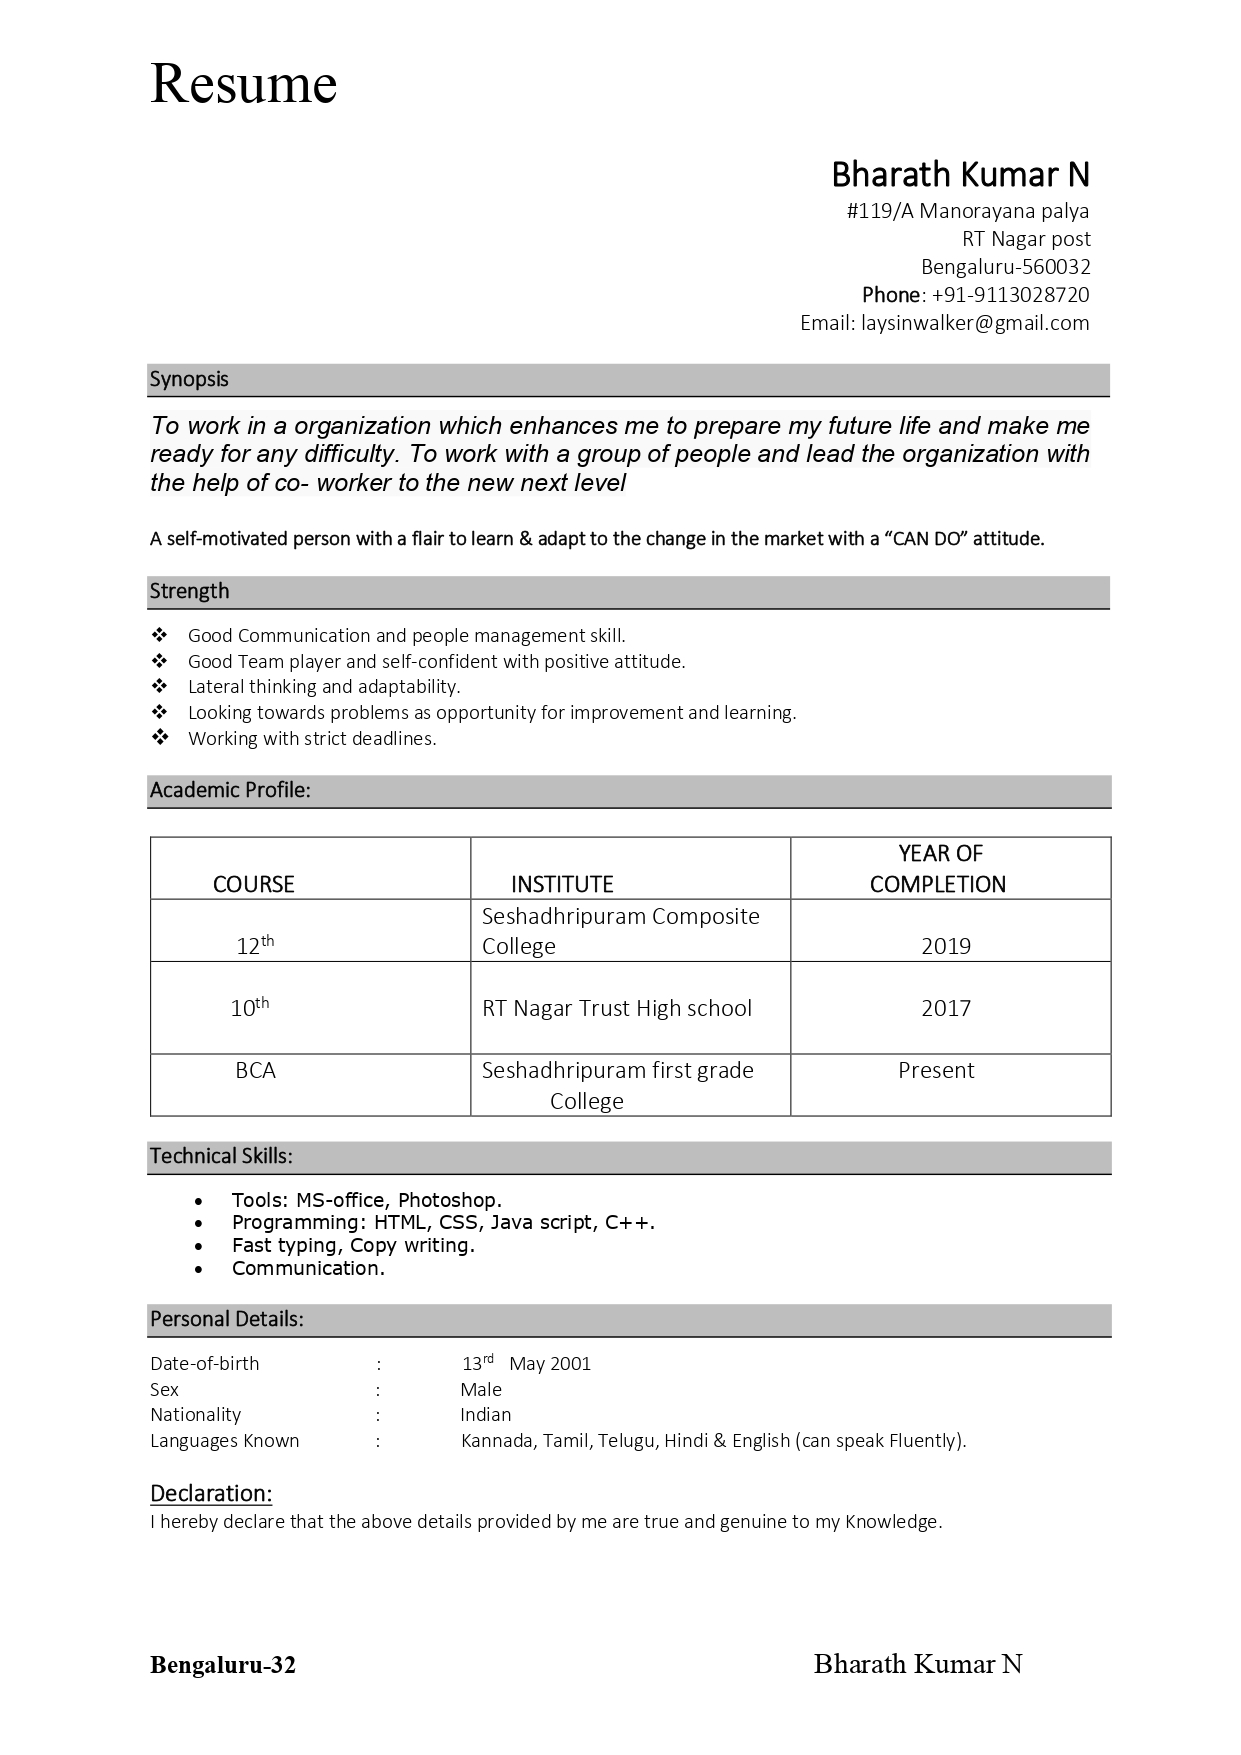 Resume
Bharath Kumar N
#119/A Manorayana palya
RT Nagar post
Bengaluru-560032
Phone: +91-9113028720
Email: laysinwalker@gmail.com
Synopsis
To work in a organization which enhances me to prepare my future life and make me
ready for any difficulty. To work with a group of people and lead the organization with
the help of co- worker to the new next level
A self-motivated person with a flair to learn & adapt to the change in the market with a “CAN DO” attitude.
Strength
❖ Good Communication and people management skill.
❖ Good Team player and self-confident with positive attitude.
❖ Lateral thinking and adaptability.
❖ Looking towards problems as opportunity for improvement and learning.
❖ Working with strict deadlines.
Academic Profile:
COURSE INSTITUTE YEAR OF
COMPLETION
12th Seshadhripuram Composite
College 2019
10th RT Nagar Trust High school 2017
BCA Seshadhripuram first grade Present
College
Technical Skills:
• Tools: MS-office, Photoshop.
• Programming: HTML, CSS, Java script, C++.
• Fast typing, Copy writing.
• Communication.
Personal Details:
Date-of-birth : 13rd May 2001
Sex : Male
Nationality : Indian
Languages Known : Kannada, Tamil, Telugu, Hindi & English (can speak Fluently).
Declaration:
I hereby declare that the above details provided by me are true and genuine to my Knowledge.
Bengaluru-32 Bharath Kumar N